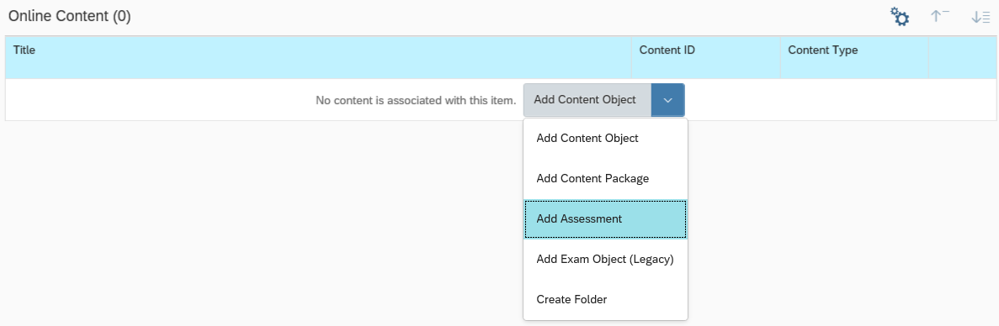 Online Content (0)
Title Content ID Content Type
No content is associated with this item. Add Content Object
Add Content Object
Add Content Package
Add Assessment
Add Exam Object (Legacy)
Create Folder